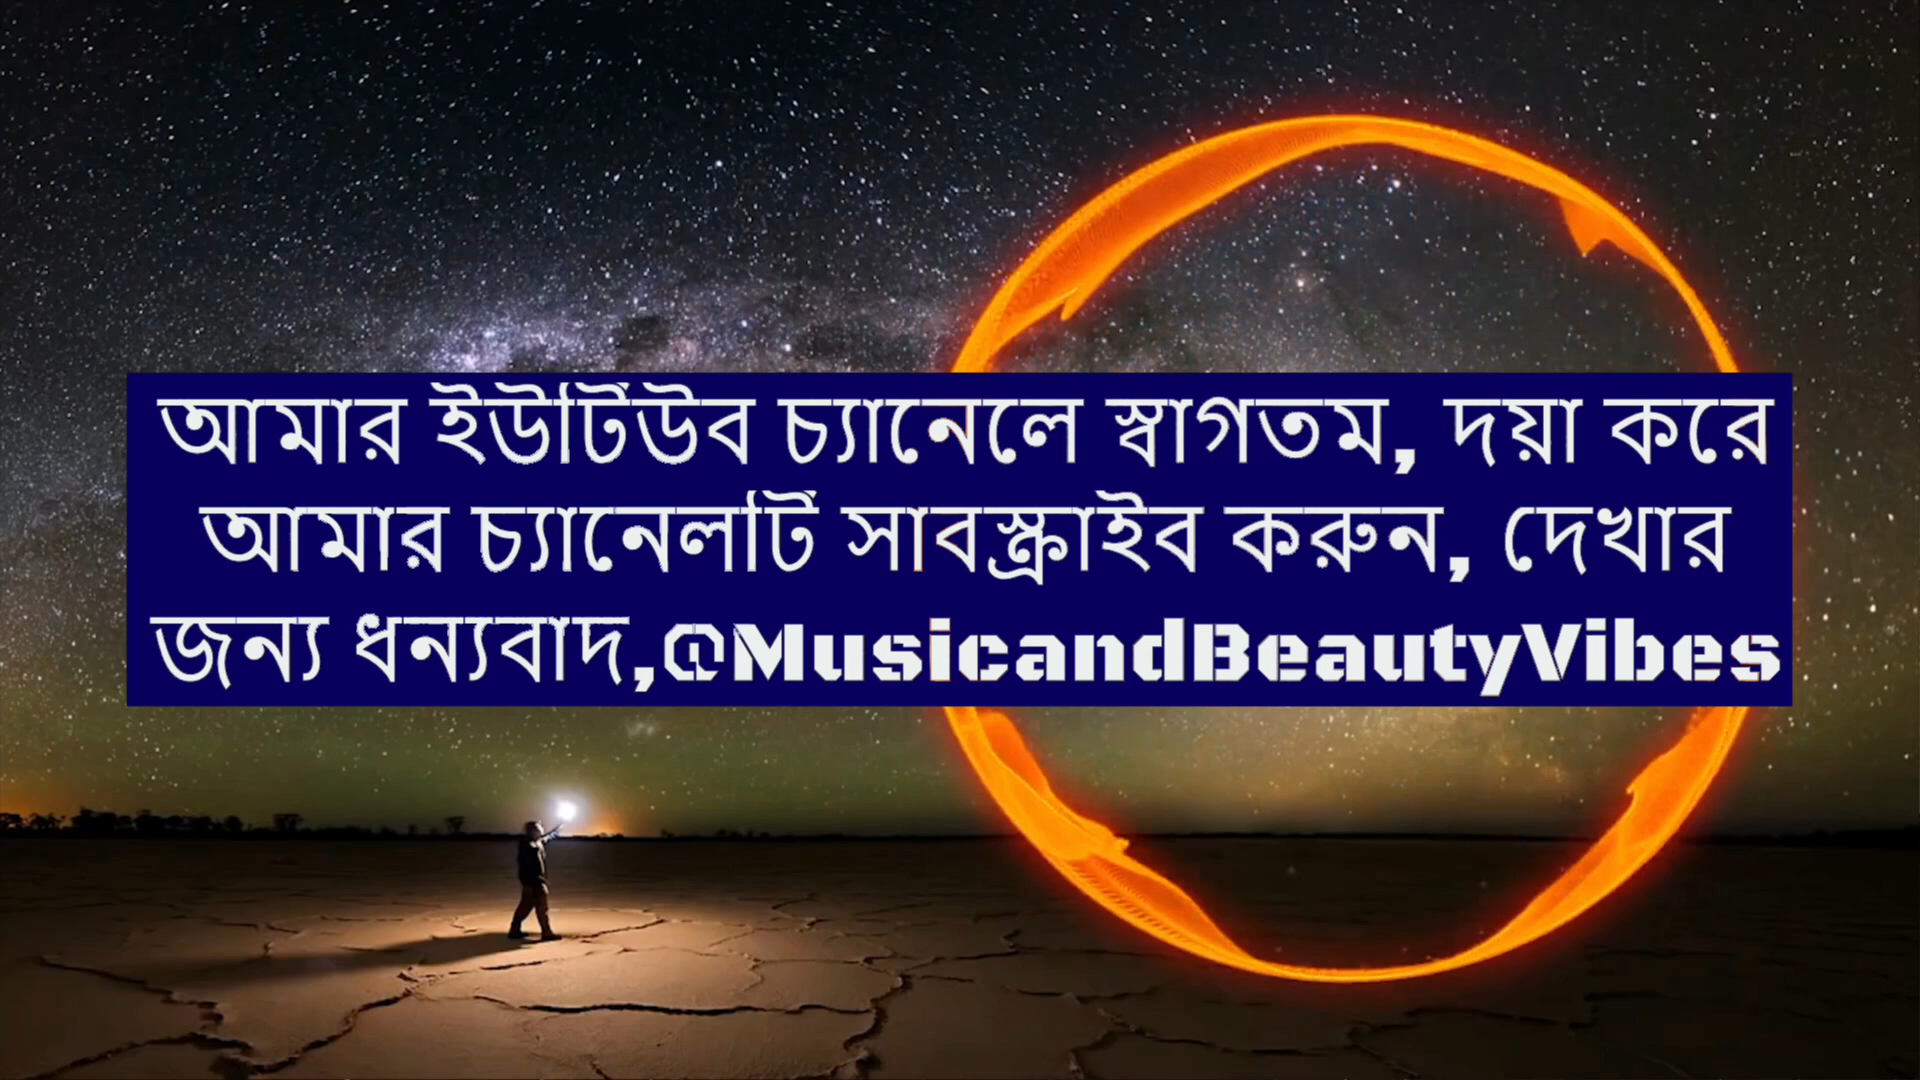 আমার ইউটিউব চ্যানেলে স্বাগতম, দয়া করে
আমার চ্যানেলটি সাবস্ক্রাইব করুন, দেখার
জন্য ধন্যবাদ,@MusicandBeautyVibes